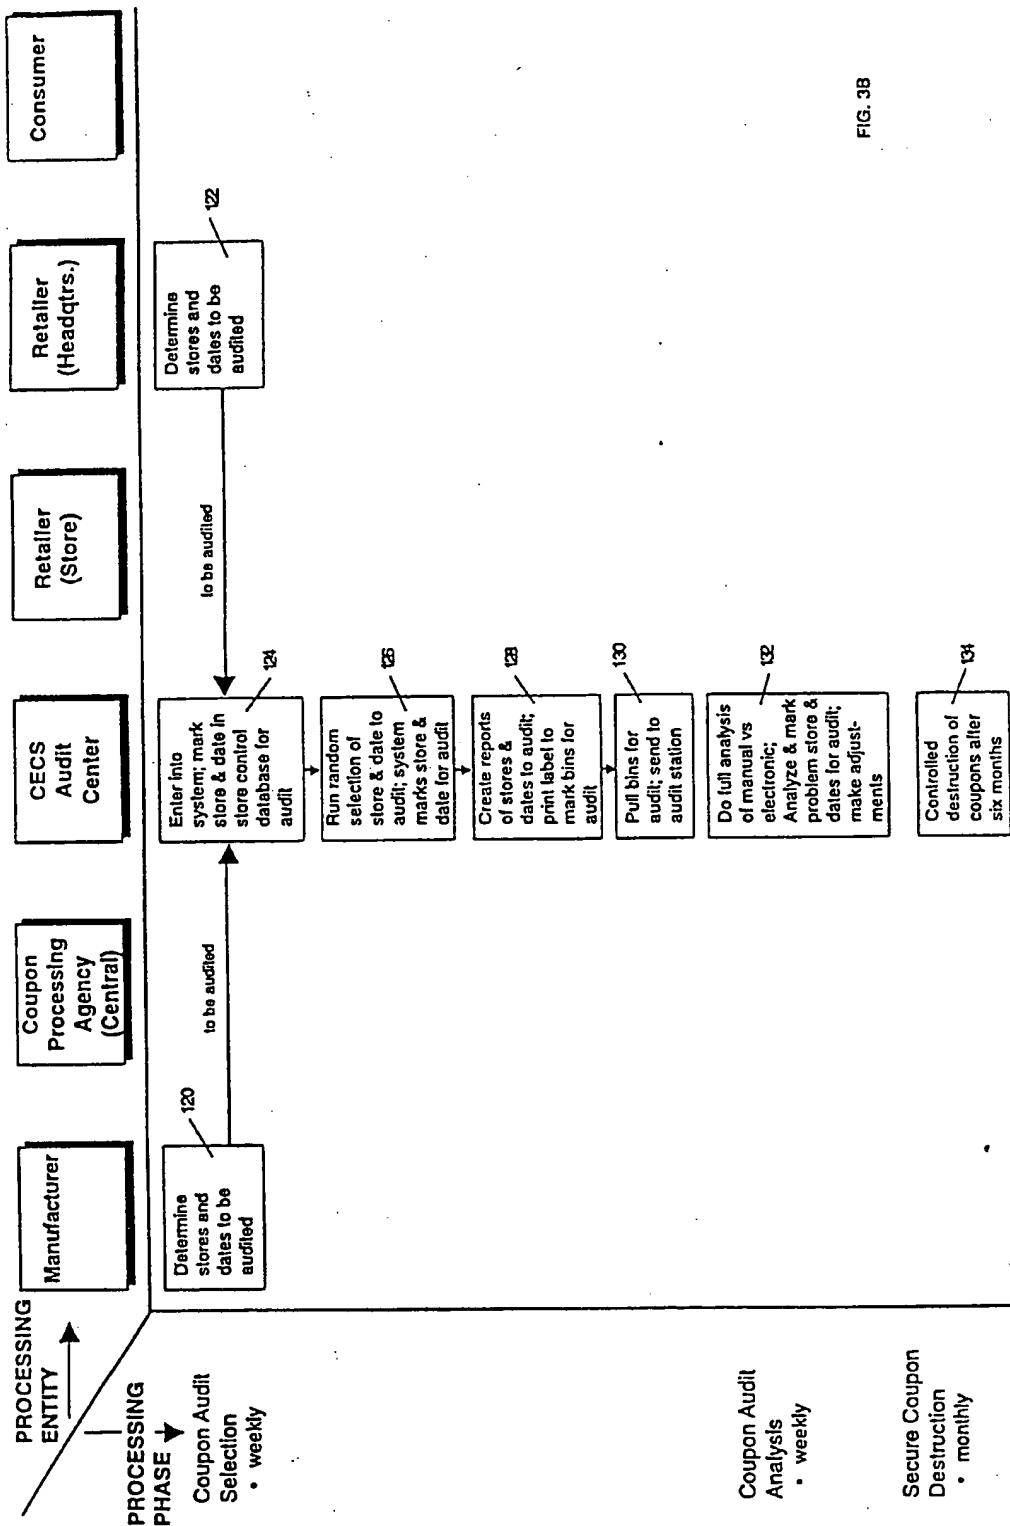 PROCESSING
ENTITY
PROCESSING
PHASE
Manufacturer
Coupon
Processing
Agency
(Central)
CECS
Audit
Center
Retailer
(Store)
Retailer
(Headqtrs.)
Consumer
Coupon Audit
Selection
• weekly
Determine
stores and
dates to be
audited
120
to be audited
Enter into
system; mark
store & date in
store control
database for
audit
124
to be audited
Determine
stores and
dates to be
audited
122
Run random
selection of
store & date to
audit; system
marks store &
date for audit
126
Create reports
of stores &
dates to audit;
print label to
mark bins for
audit
128
Pull bins for
audit; send to
audit station
130
Coupon Audit
Analysis
• weekly
Do full analysis
of manual vs
electronic;
Analyze & mark
problem store &
dates for audit;
make adjust-
ments
132
Secure Coupon
Destruction
• monthly
Controlled
destruction of
coupons after
six months
134
FIG. 3B